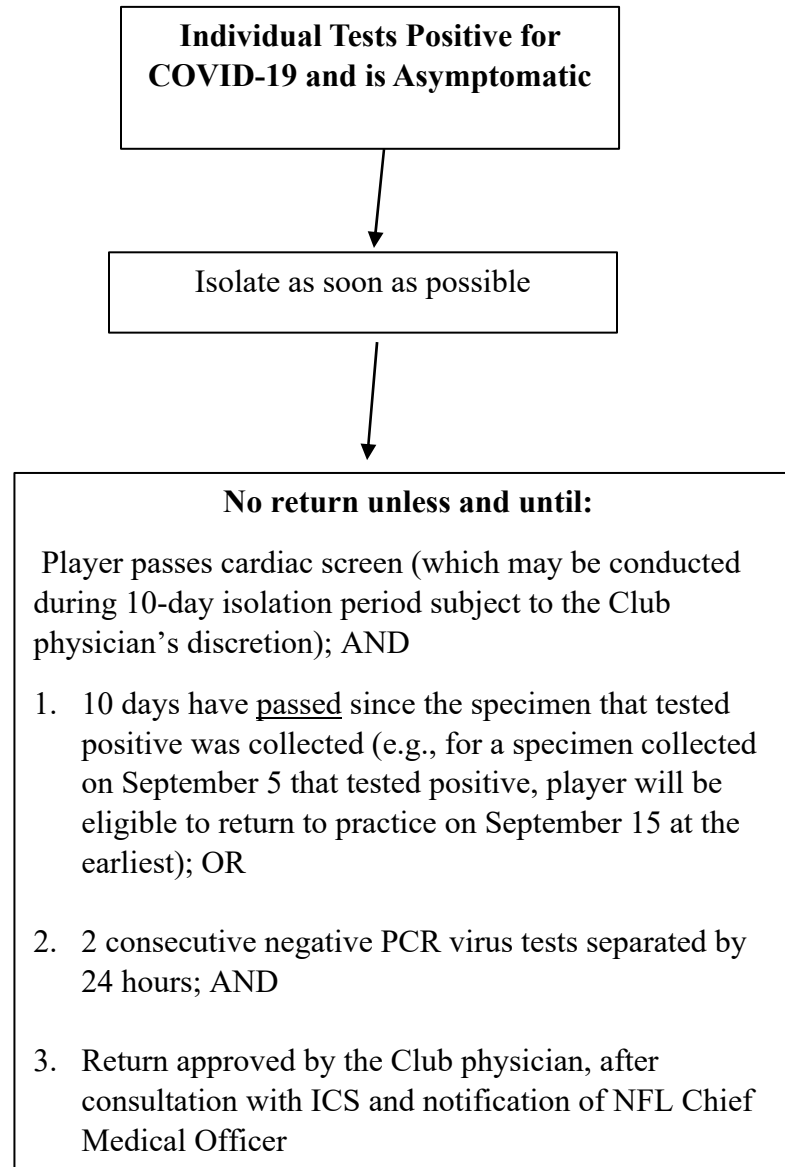 Individual Tests Positive for
COVID-19 and is Asymptomatic
Isolate as soon as possible
No return unless and until:
Player passes cardiac screen (which may be conducted
during 10-day isolation period subject to the Club
physician’s discretion); AND
1. 10 days have passed since the specimen that tested
positive was collected (e.g., for a specimen collected
on September 5 that tested positive, player will be
eligible to return to practice on September 15 at the
earliest); OR
2. 2 consecutive negative PCR virus tests separated by
24 hours; AND
3. Return approved by the Club physician, after
consultation with ICS and notification of NFL Chief
Medical Officer